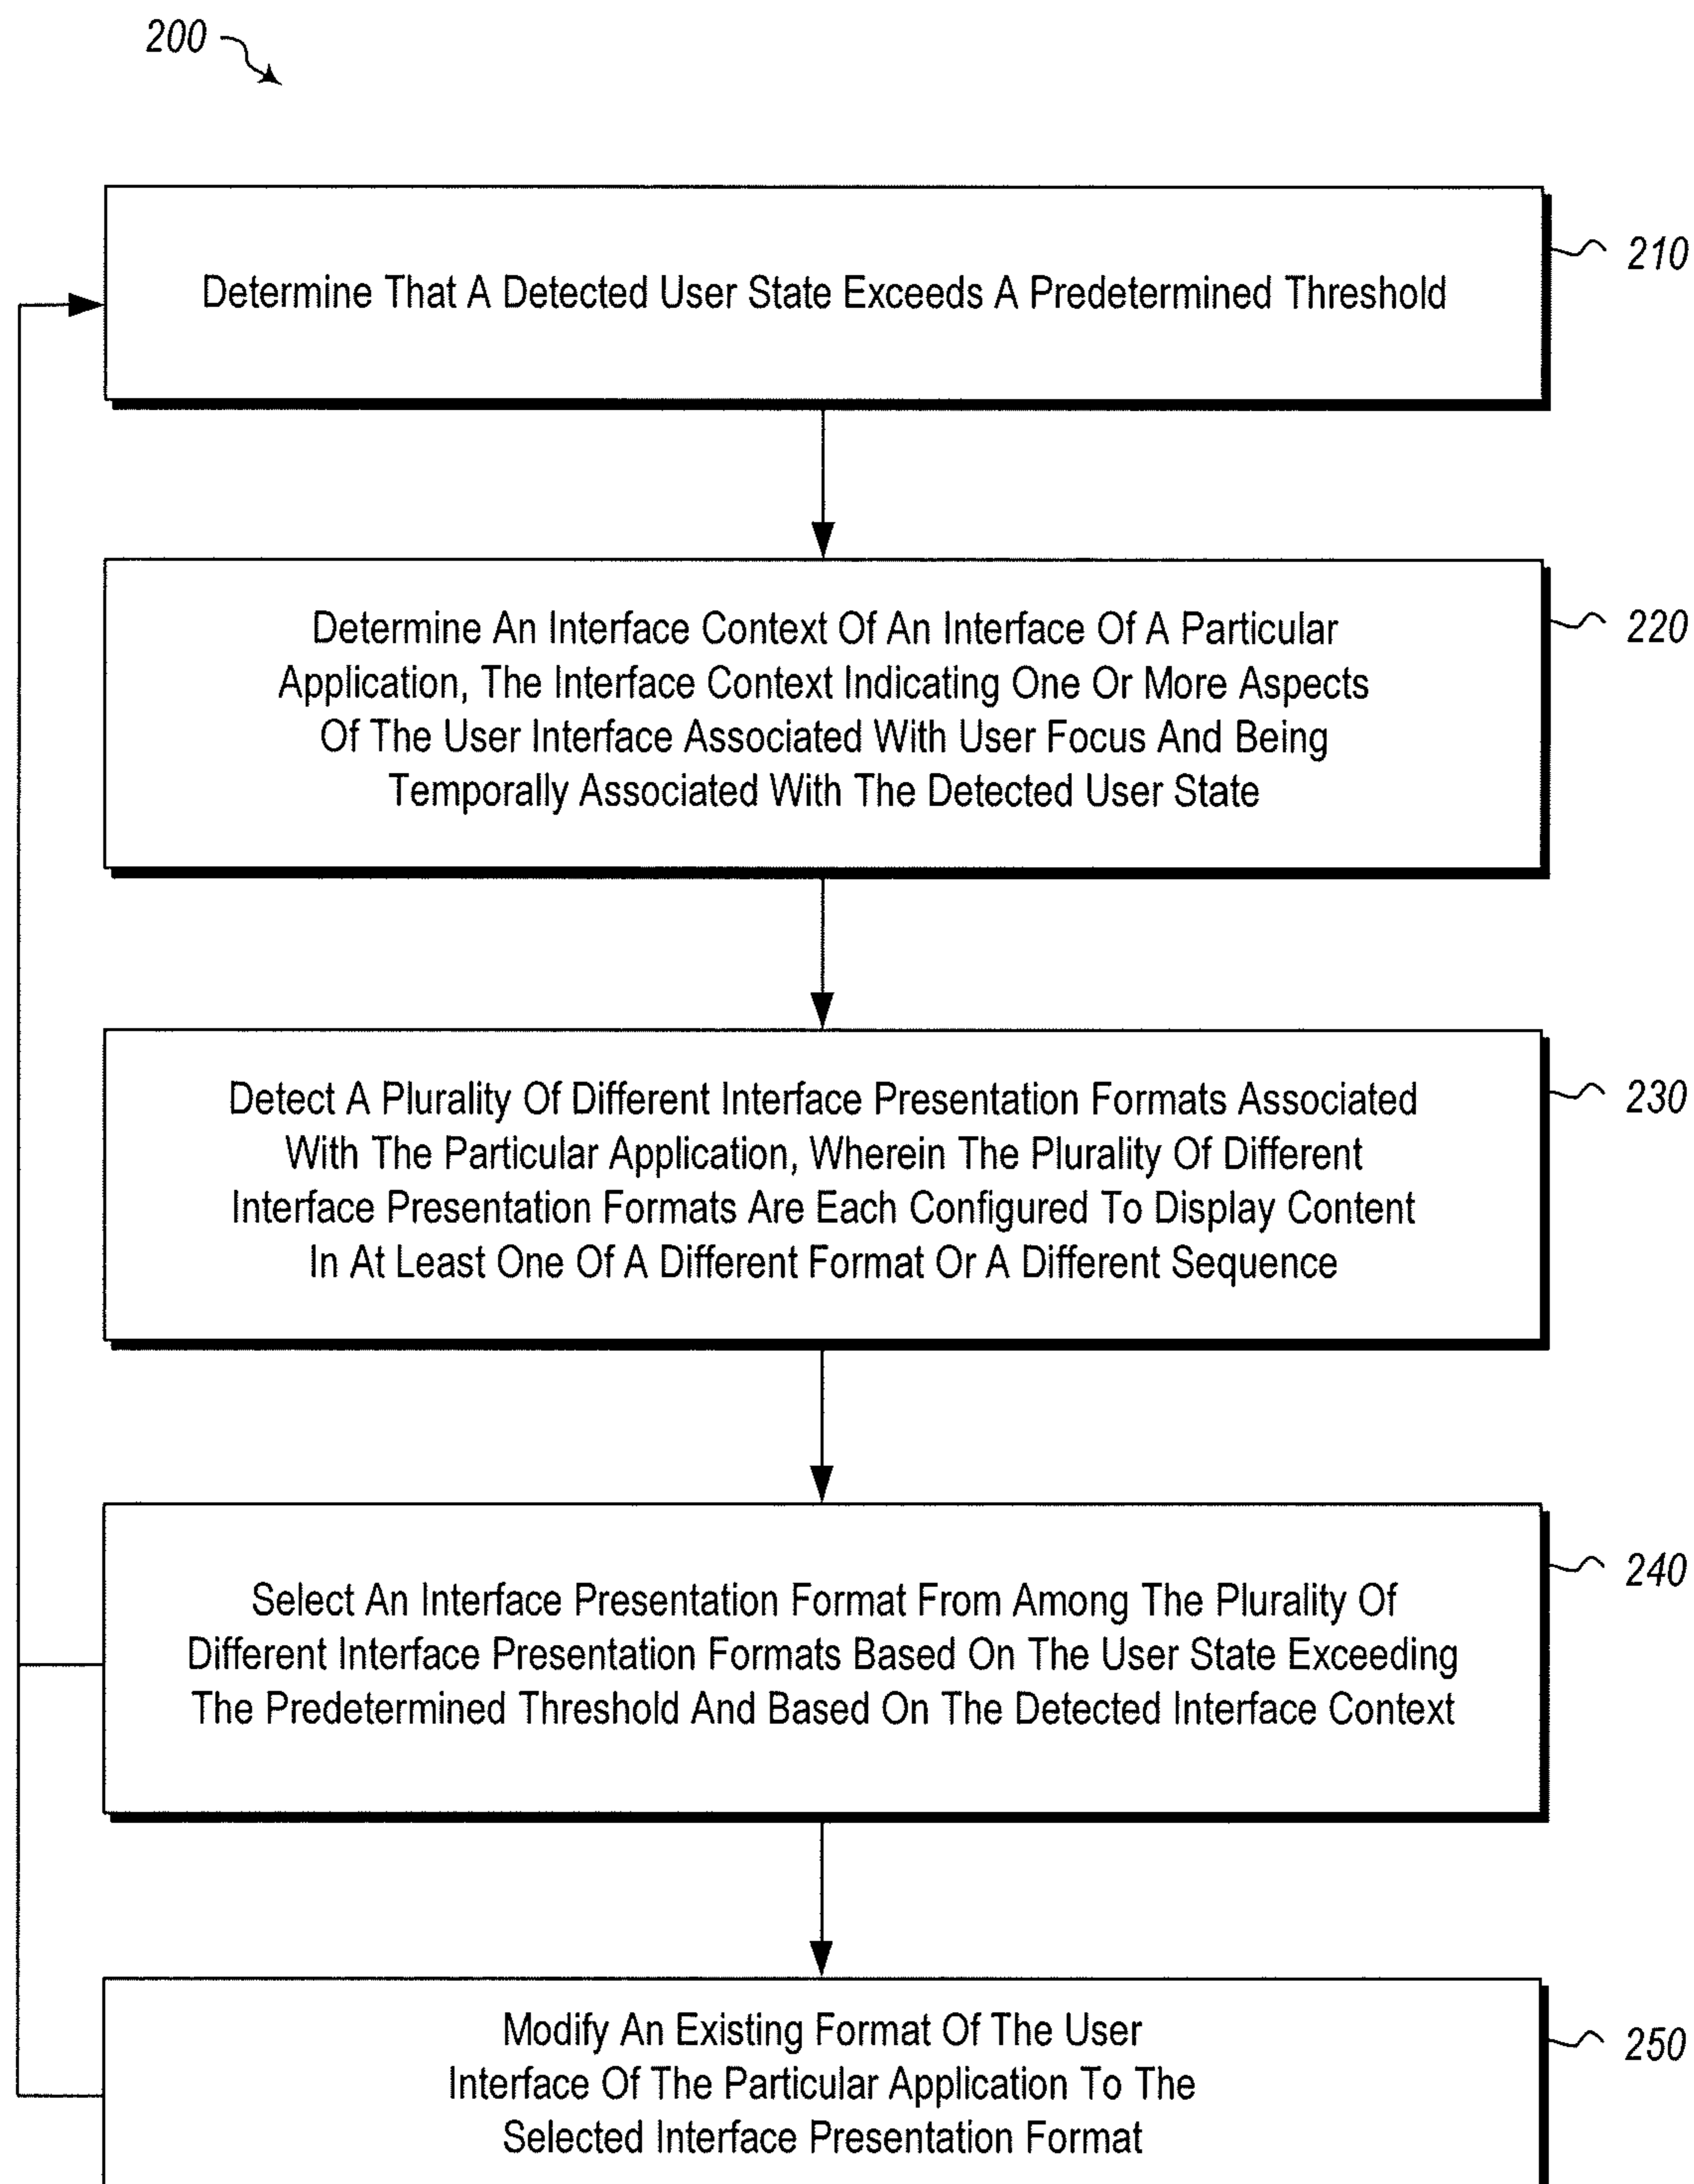 200
Determine That A Detected User State Exceeds A Predetermined Threshold
210
Determine An Interface Context Of An Interface Of A Particular
Application, The Interface Context Indicating One Or More Aspects
Of The User Interface Associated With User Focus And Being
Temporally Associated With The Detected User State
220
Detect A Plurality Of Different Interface Presentation Formats Associated
With The Particular Application, Wherein The Plurality Of Different
Interface Presentation Formats Are Each Configured To Display Content
In At Least One Of A Different Format Or A Different Sequence
230
Select An Interface Presentation Format From Among The Plurality Of
Different Interface Presentation Formats Based On The User State Exceeding
The Predetermined Threshold And Based On The Detected Interface Context
240
Modify An Existing Format Of The User
Interface Of The Particular Application To The
Selected Interface Presentation Format
250